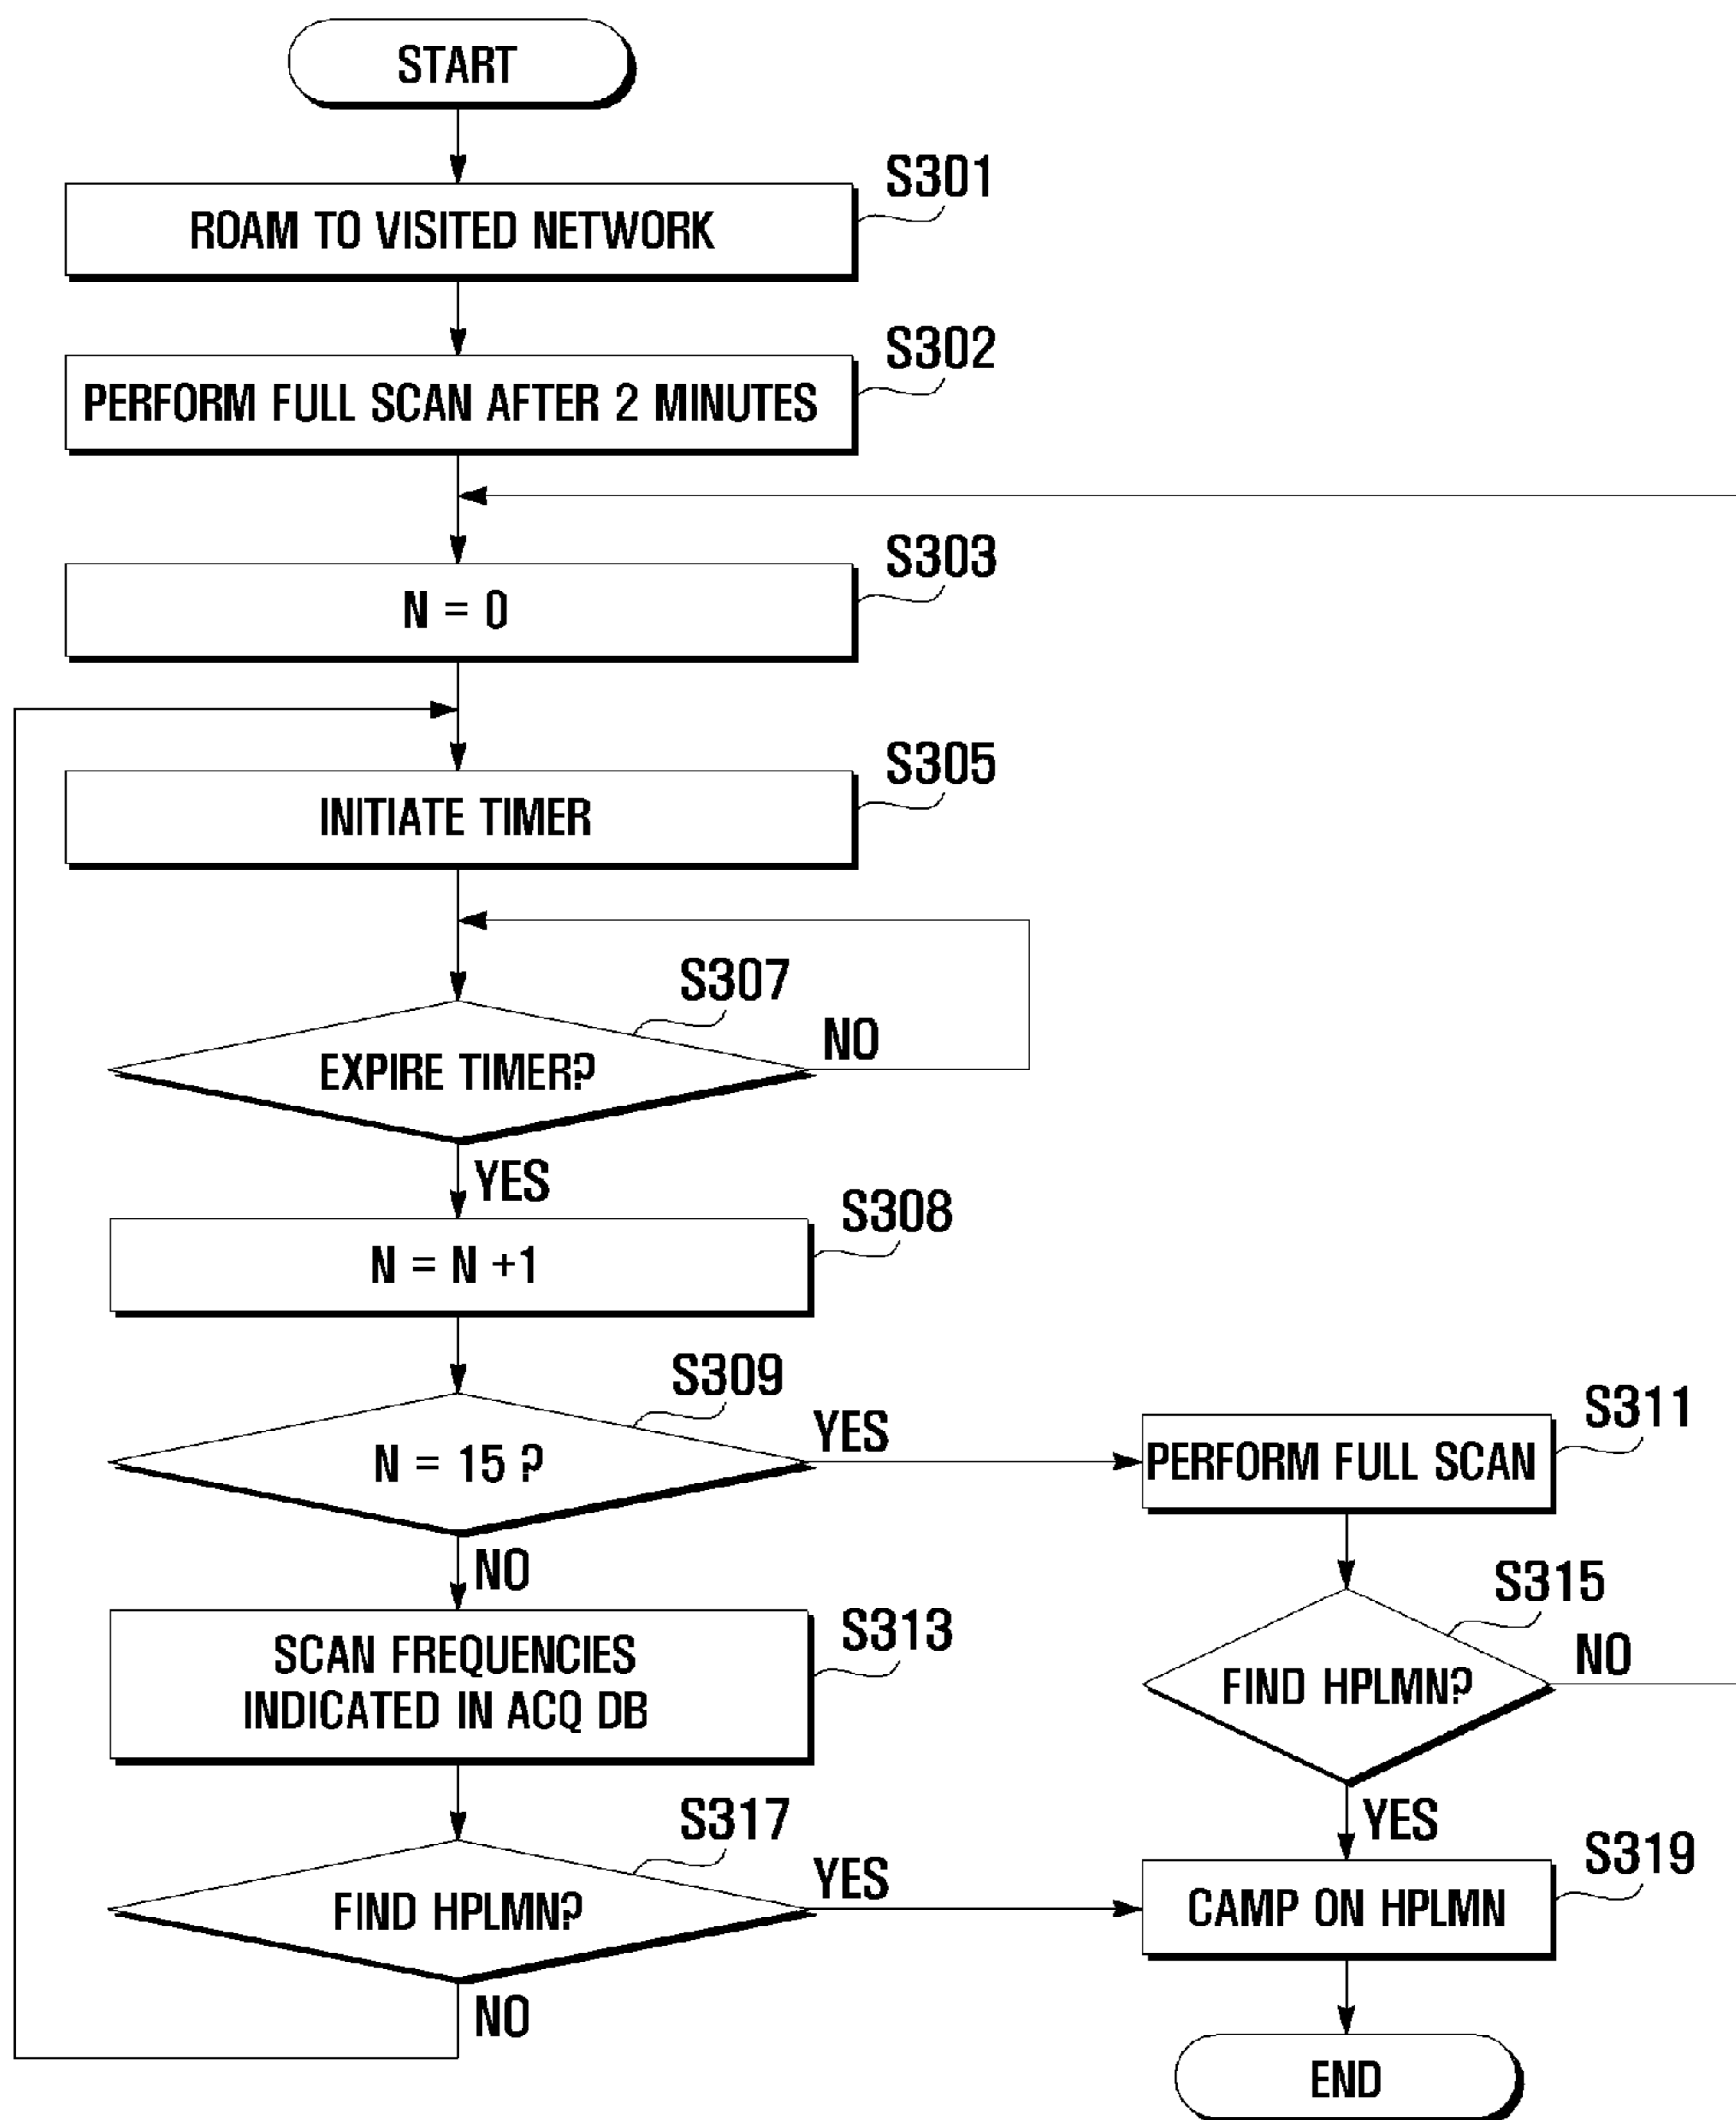 START
S301
ROAM TO VISITED NETWORK
S302
PERFORM FULL SCAN AFTER 2 MINUTES
S303
N = 0
S305
INITIATE TIMER
S307
NO
EXPIRE TIMER?
YES
S308
N = N +1
S309
YES
N = 15 ?
NO
S311
PERFORM FULL SCAN
S313
SCAN FREQUENCIES
INDICATED IN ACQ DB
S315
NO
FIND HPLMN?
YES
S317
YES
FIND HPLMN?
NO
S319
CAMP ON HPLMN
END